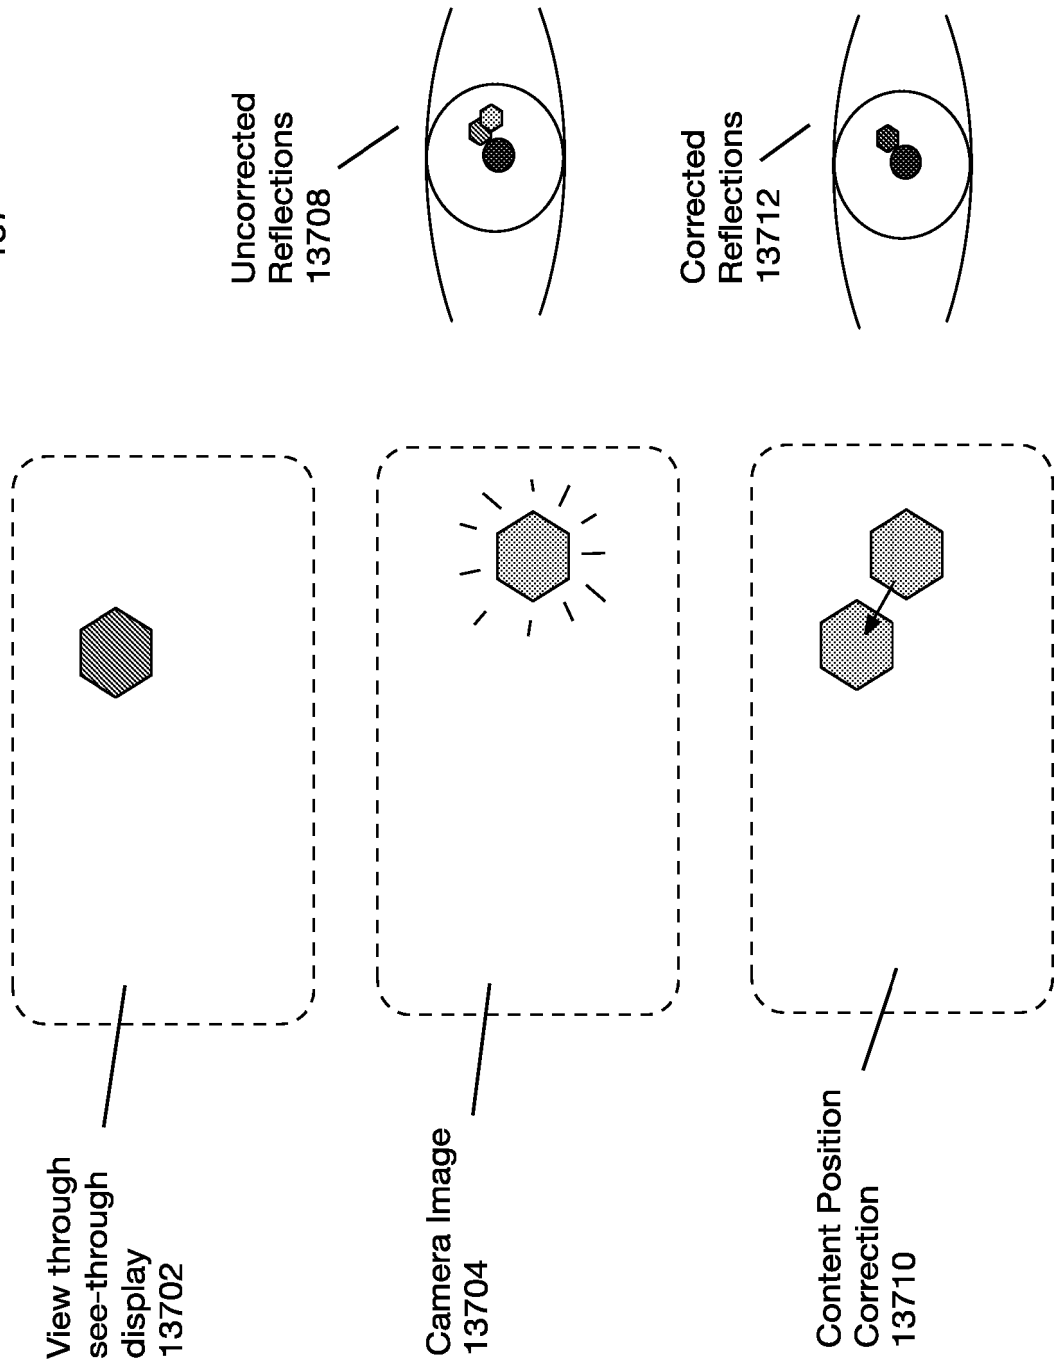 View through
see-through
display
13702
Uncorrected
Reflections
13708
Camera Image
13704
Corrected
Reflections
13712
Content Position
Correction
13710